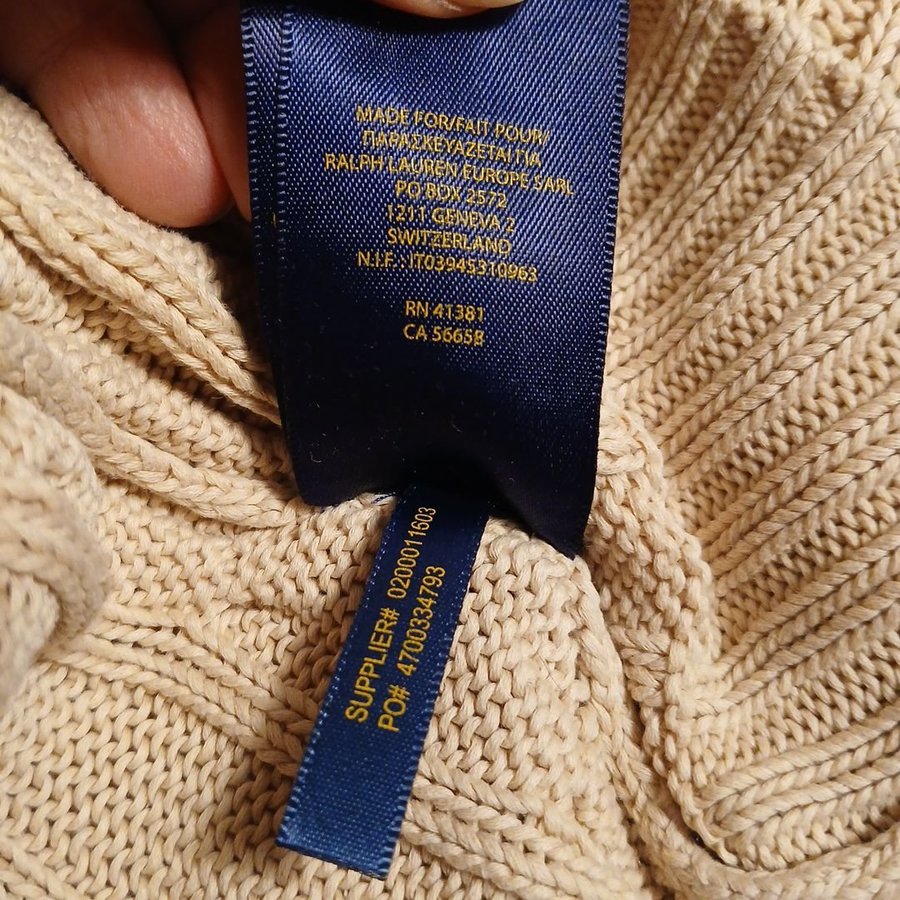 MADE FOR/FAIT POUR/
ΠΑΡΑΣΚΕΥΑΖΕΤΑΙ ΓΙΑ
RALPH LAUREN EUROPE SARL
PO BOX 2572
1211 GENEVA 2
SWITZERLAND
N.I.F.: IT03945310963
RN 41381
CA 5665B
SUPPLIER# 0200011603
PO# 4700334793